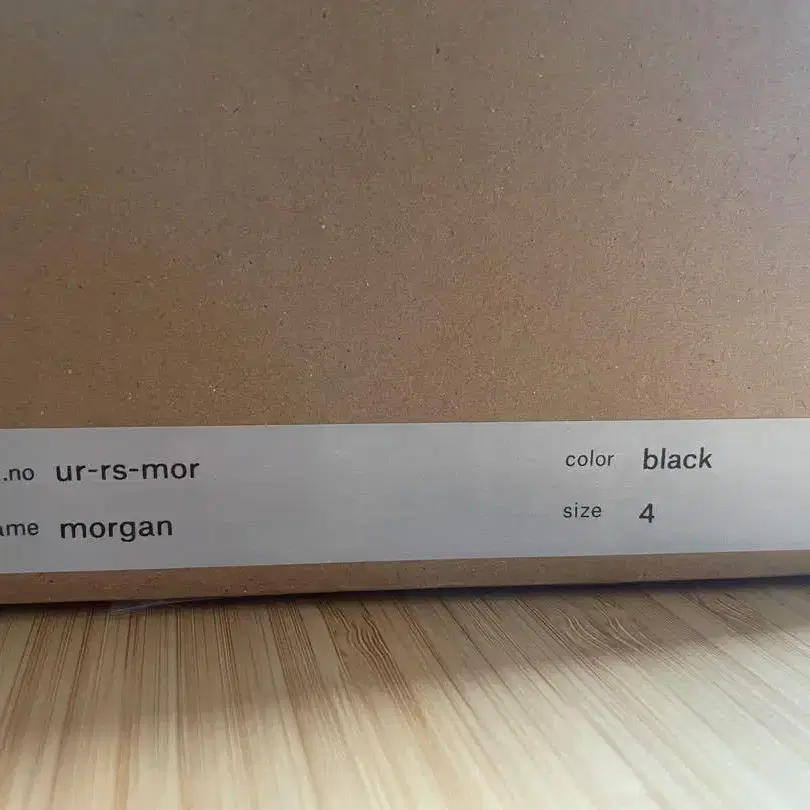 .no ur-rs-mor
ame morgan
color black
size 4